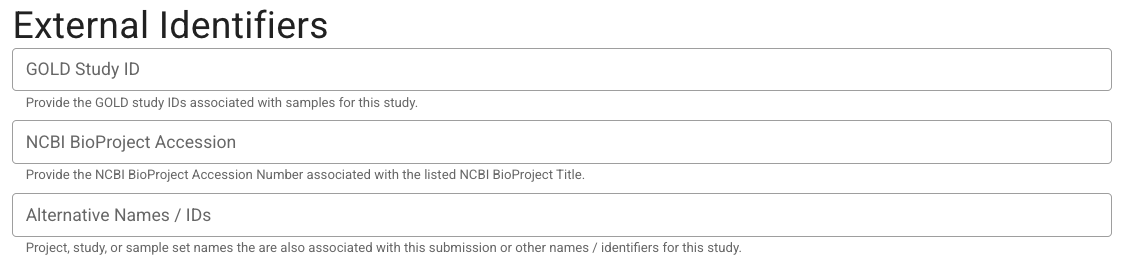 External Identifiers
GOLD Study ID
Provide the GOLD study IDs associated with samples for this study.
NCBI BioProject Accession
Provide the NCBI BioProject Accession Number associated with the listed NCBI BioProject Title.
Alternative Names / IDs
Project, study, or sample set names the are also associated with this submission or other names / identifiers for this study.